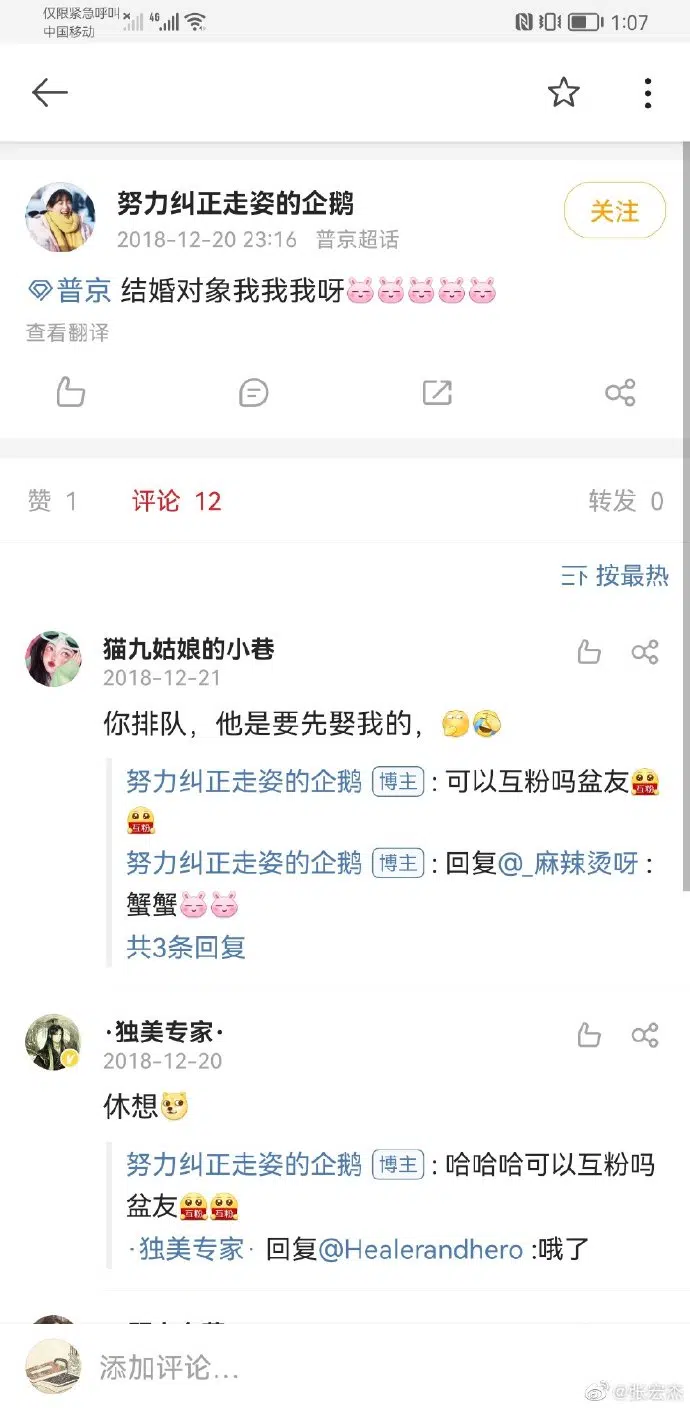 仅限紧急呼叫
中国移动
4G
1:07
努力纠正走姿的企鹅
关注
2018-12-20 23:16 普京超话
普京 结婚对象我我我呀
查看翻译
赞 1 评论 12 转发 0
按最热
猫九姑娘的小巷
2018-12-21
你排队，他是要先娶我的，
努力纠正走姿的企鹅 博主 : 可以互粉吗盆友互粉
互粉
努力纠正走姿的企鹅 博主 : 回复@_麻辣烫呀 :
蟹蟹
共3条回复
·独美专家·
2018-12-20
休想
努力纠正走姿的企鹅 博主 : 哈哈哈可以互粉吗
盆友互粉互粉
·独美专家· 回复@Healerandhero :哦了
添加评论...
@张宏杰